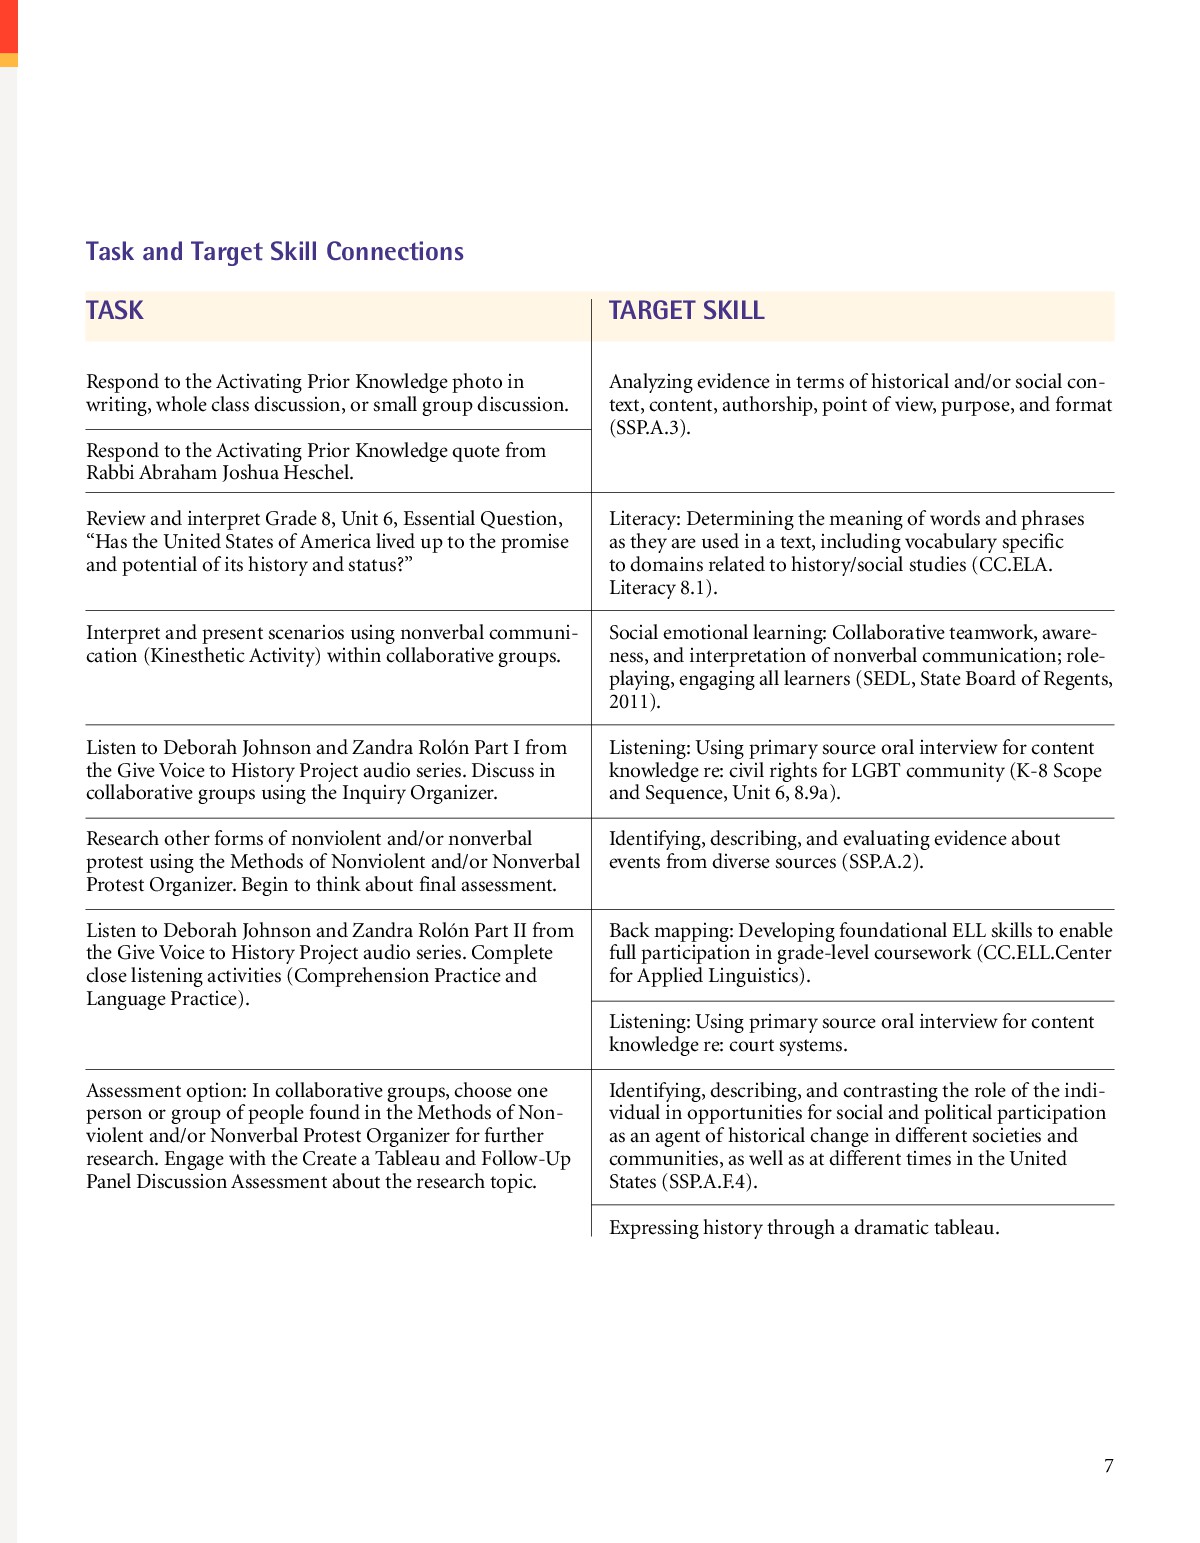 Task and Target Skill Connections
TASK
TARGET SKILL
Respond to the Activating Prior Knowledge photo in
writing, whole class discussion, or small group discussion.
Analyzing evidence in terms of historical and/or social con-
text, content, authorship, point of view, purpose, and format
(SSP.A.3).
Respond to the Activating Prior Knowledge quote from
Rabbi Abraham Joshua Heschel.
Review and interpret Grade 8, Unit 6, Essential Question,
“Has the United States of America lived up to the promise
and potential of its history and status?”
Literacy: Determining the meaning of words and phrases
as they are used in a text, including vocabulary specific
to domains related to history/social studies (CC.ELA.
Literacy 8.1).
Interpret and present scenarios using nonverbal communi-
cation (Kinesthetic Activity) within collaborative groups.
Social emotional learning: Collaborative teamwork, aware-
ness, and interpretation of nonverbal communication; role-
playing, engaging all learners (SEDL, State Board of Regents,
2011).
Listen to Deborah Johnson and Zandra Rolón Part I from
the Give Voice to History Project audio series. Discuss in
collaborative groups using the Inquiry Organizer.
Listening: Using primary source oral interview for content
knowledge re: civil rights for LGBT community (K-8 Scope
and Sequence, Unit 6, 8.9a).
Research other forms of nonviolent and/or nonverbal
protest using the Methods of Nonviolent and/or Nonverbal
Protest Organizer. Begin to think about final assessment.
Identifying, describing, and evaluating evidence about
events from diverse sources (SSP.A.2).
Listen to Deborah Johnson and Zandra Rolón Part II from
the Give Voice to History Project audio series. Complete
close listening activities (Comprehension Practice and
Language Practice).
Back mapping: Developing foundational ELL skills to enable
full participation in grade-level coursework (CC.ELL.Center
for Applied Linguistics).
Listening: Using primary source oral interview for content
knowledge re: court systems.
Assessment option: In collaborative groups, choose one
person or group of people found in the Methods of Non-
violent and/or Nonverbal Protest Organizer for further
research. Engage with the Create a Tableau and Follow-Up
Panel Discussion Assessment about the research topic.
Identifying, describing, and contrasting the role of the indi-
vidual in opportunities for social and political participation
as an agent of historical change in different societies and
communities, as well as at different times in the United
States (SSP.A.F.4).
Expressing history through a dramatic tableau.
7